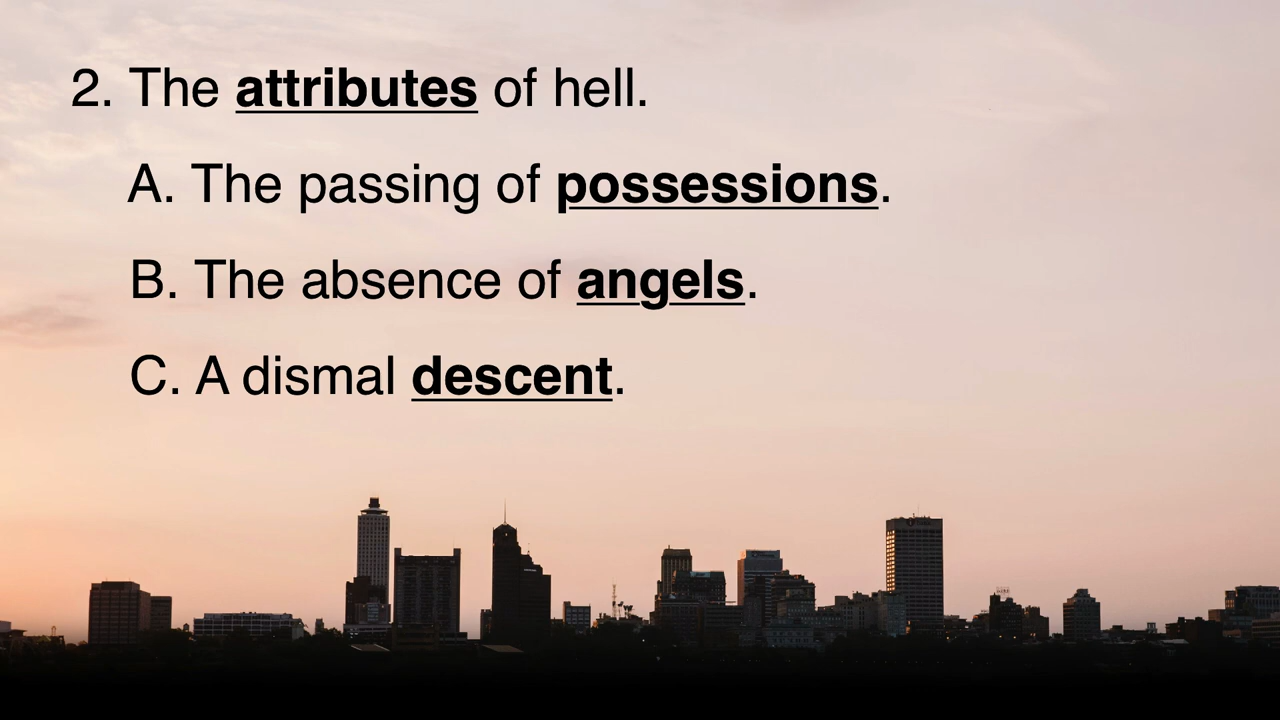 2. The attributes of hell.
A. The passing of possessions.
B. The absence of angels.
C. A dismal descent.